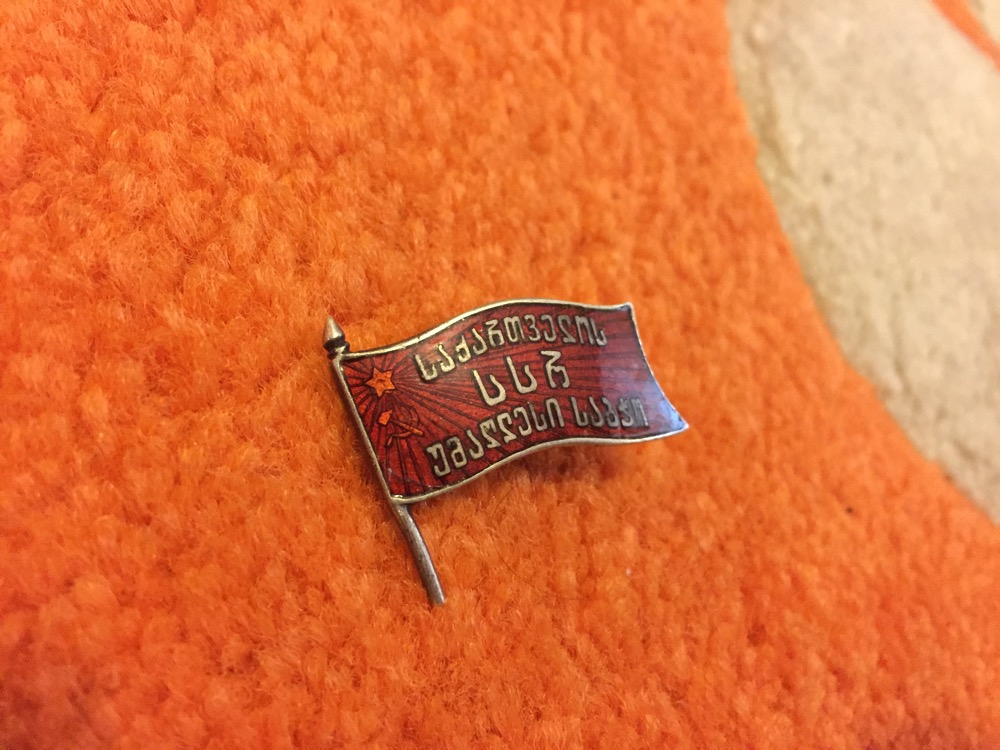 საქართველოს
სსრ
უმაღლესი საბჭო